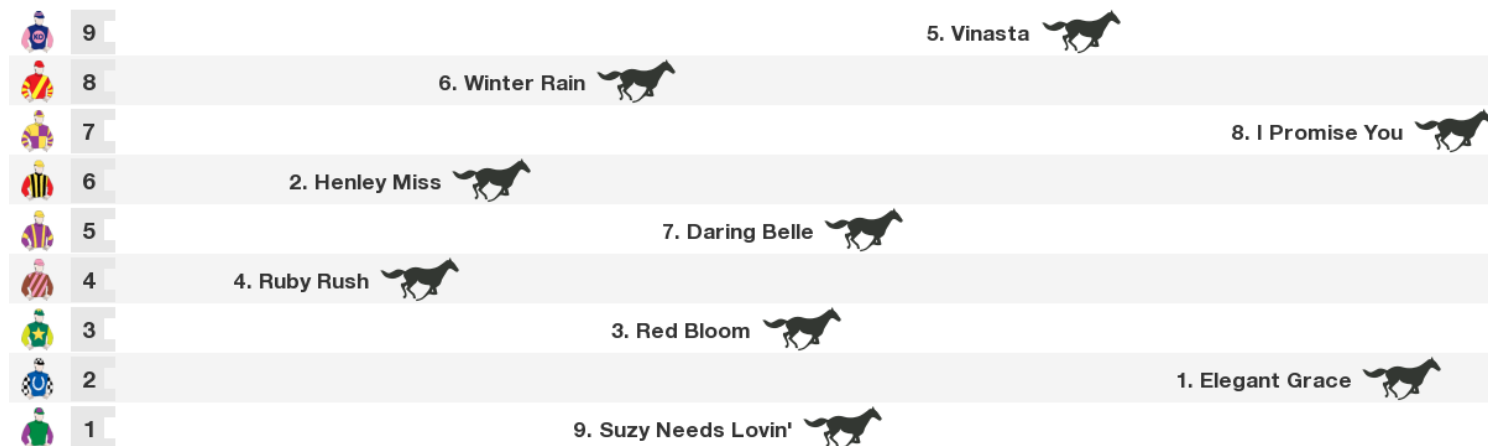 9 5. Vinasta
8 6. Winter Rain
7 8. I Promise You
6 2. Henley Miss
5 7. Daring Belle
4 4. Ruby Rush
3 3. Red Bloom
2 1. Elegant Grace
1 9. Suzy Needs Lovin'